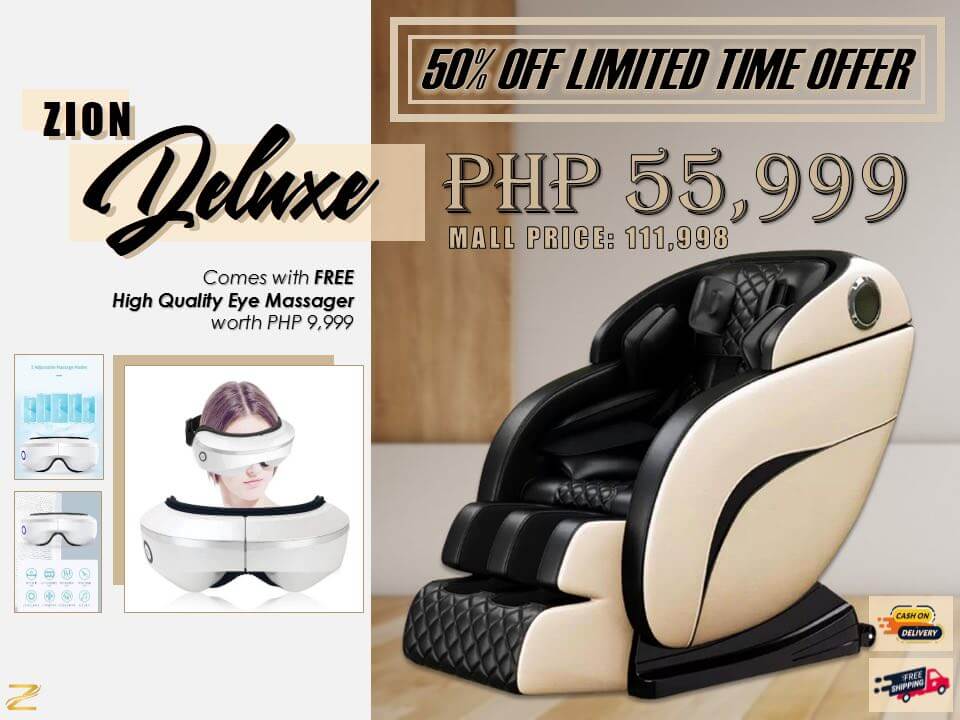 ZION
Deluxe
Comes with FREE
High Quality Eye Massager
worth PHP 9,999
50% OFF LIMITED TIME OFFER
PHP 55,999
MALL PRICE: 111,998
CASH ON
DELIVERY
FREE
SHIPPING